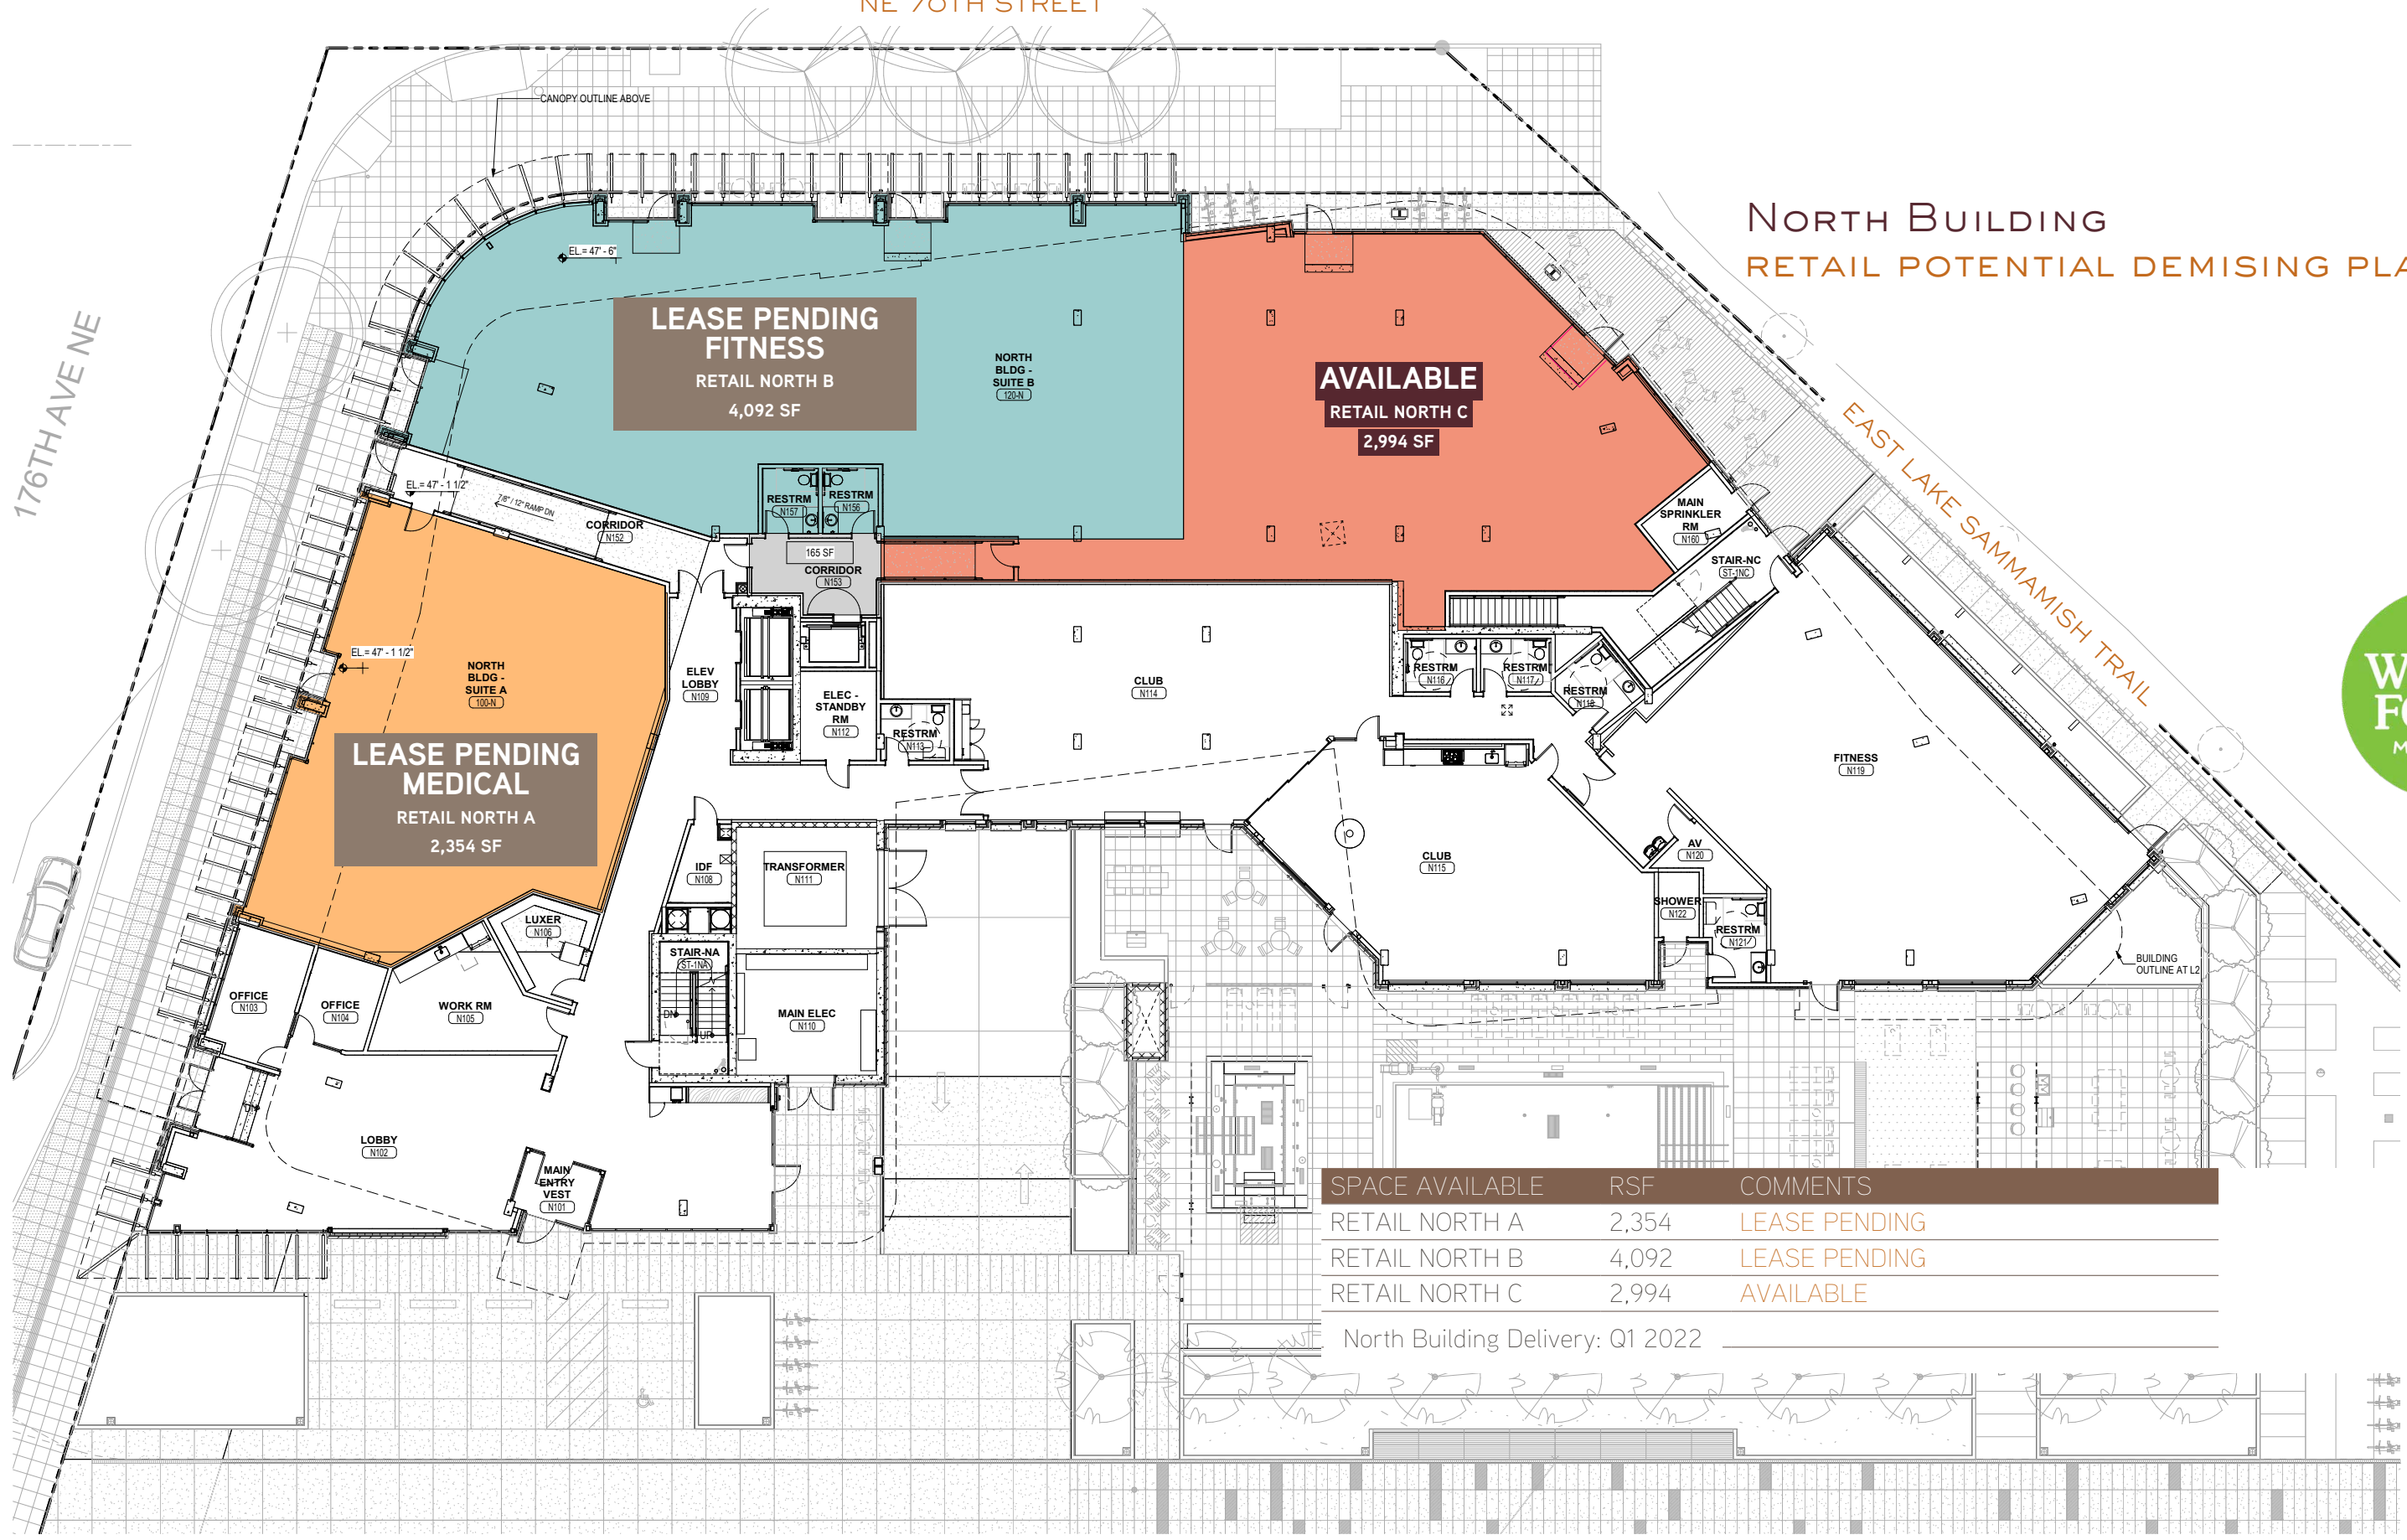 NE 70TH STREET
CANOPY OUTLINE ABOVE
NORTH BUILDING
RETAIL POTENTIAL DEMISING PLA
176TH AVE NE
EAST LAKE SAMMAMISH TRAIL
EL.= 47' - 6"
LEASE PENDING
FITNESS
RETAIL NORTH B
4,092 SF
NORTH
BLDG -
SUITE B
120-N
AVAILABLE
RETAIL NORTH C
2,994 SF
EL.= 47' - 1 1/2"
7/8" / 12" RAMP DN
CORRIDOR
N152
RESTRM
N157
RESTRM
N156
165 SF
CORRIDOR
N153
MAIN
SPRINKLER
RM
N160
STAIR-NC
ST-1NC
EL.= 47' - 1 1/2"
NORTH
BLDG -
SUITE A
100-N
LEASE PENDING
MEDICAL
RETAIL NORTH A
2,354 SF
ELEV
LOBBY
N109
ELEC -
STANDBY
RM
N112
RESTRM
N113
CLUB
N114
RESTRM
N116
RESTRM
N117
RESTRM
N118
FITNESS
N119
W
FO
M
IDF
N108
TRANSFORMER
N111
CLUB
N115
AV
N120
SHOWER
N122
RESTRM
N121
LUXER
N106
STAIR-NA
ST-1NA
DN
UP
MAIN ELEC
N110
OFFICE
N103
OFFICE
N104
WORK RM
N105
BUILDING
OUTLINE AT L2
LOBBY
N102
MAIN
ENTRY
VEST
N101
SPACE AVAILABLE RSF COMMENTS
RETAIL NORTH A 2,354 LEASE PENDING
RETAIL NORTH B 4,092 LEASE PENDING
RETAIL NORTH C 2,994 AVAILABLE
North Building Delivery: Q1 2022